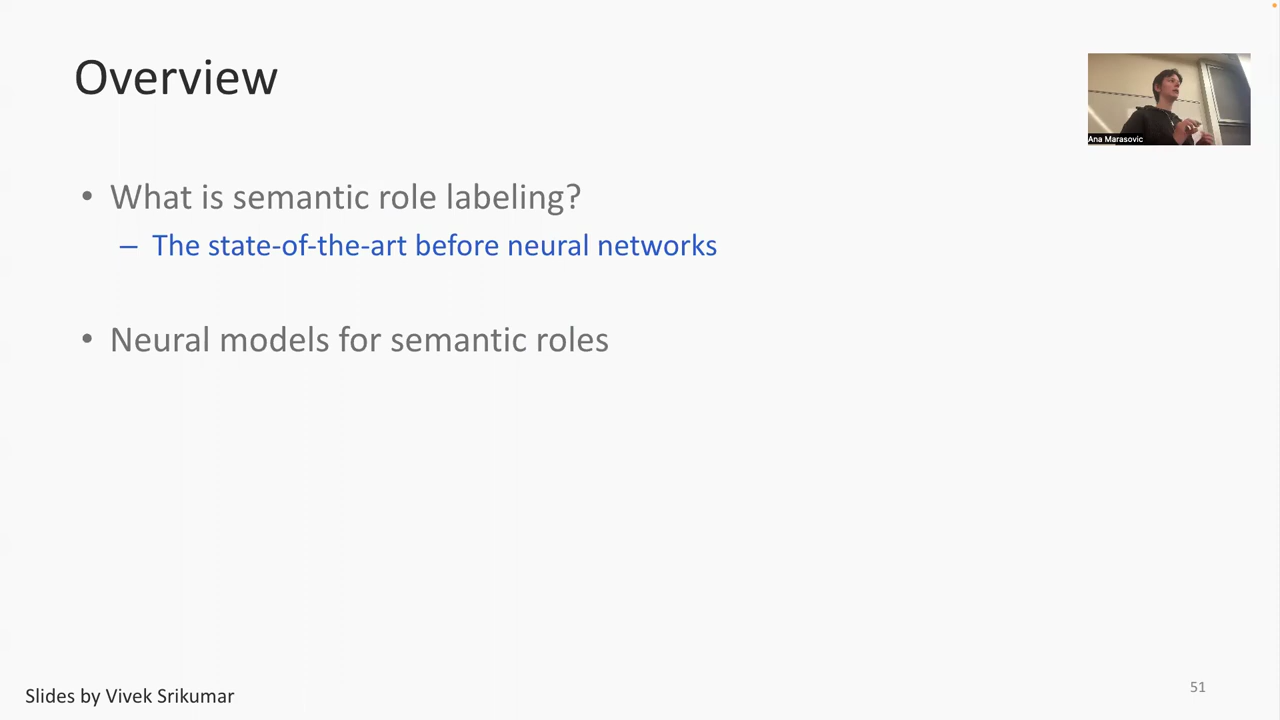 Overview
Ana Marasovic
• What is semantic role labeling?
– The state-of-the-art before neural networks
• Neural models for semantic roles
Slides by Vivek Srikumar
51